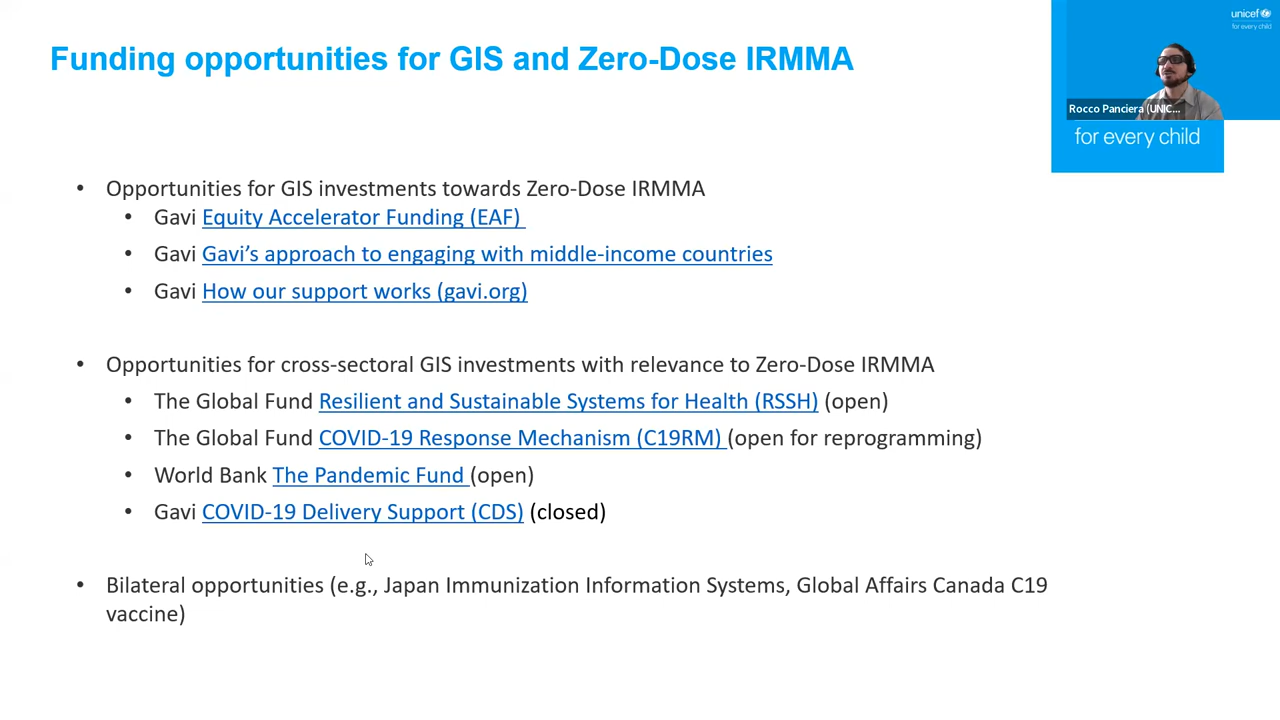 Funding opportunities for GIS and Zero-Dose IRMMA
unicef
for every child
Rocco Panciera (UNIC...
for every child
• Opportunities for GIS investments towards Zero-Dose IRMMA
• Gavi Equity Accelerator Funding (EAF)
• Gavi Gavi’s approach to engaging with middle-income countries
• Gavi How our support works (gavi.org)
• Opportunities for cross-sectoral GIS investments with relevance to Zero-Dose IRMMA
• The Global Fund Resilient and Sustainable Systems for Health (RSSH) (open)
• The Global Fund COVID-19 Response Mechanism (C19RM) (open for reprogramming)
• World Bank The Pandemic Fund (open)
• Gavi COVID-19 Delivery Support (CDS) (closed)
• Bilateral opportunities (e.g., Japan Immunization Information Systems, Global Affairs Canada C19
vaccine)